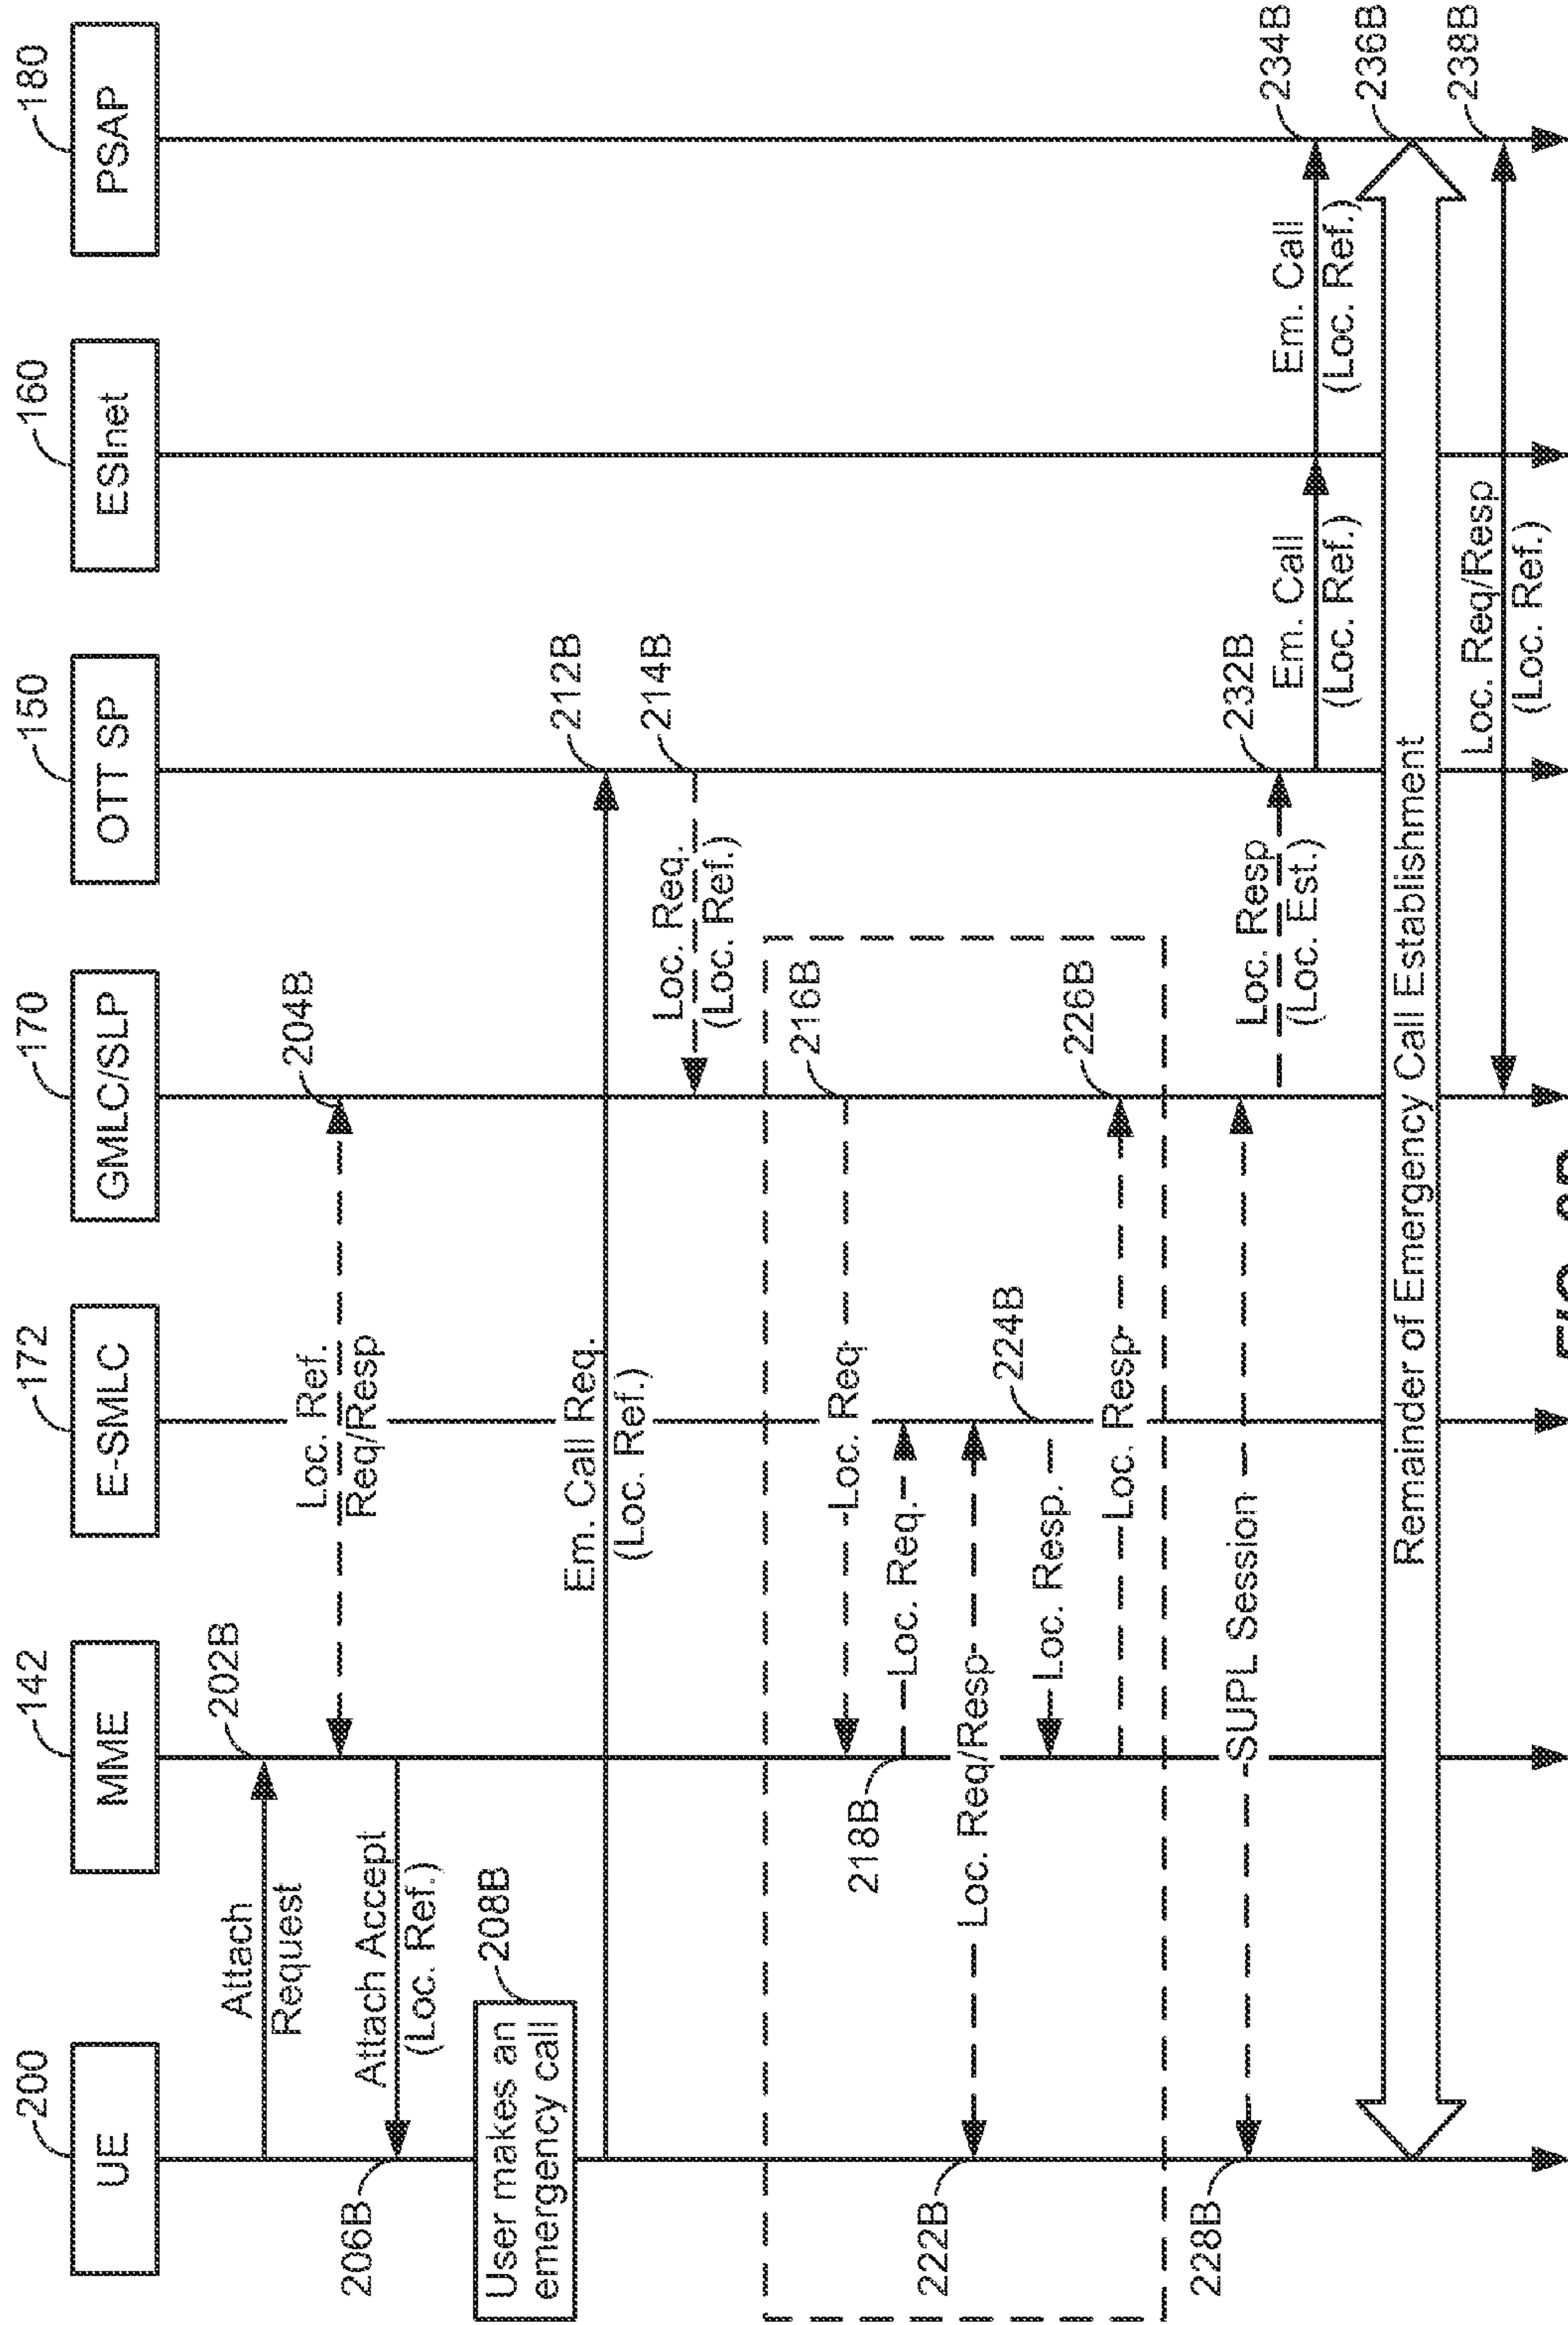 200
142
172
170
150
160
180
UE
MME
E-SMLC
GMLC/SLP
OTT SP
ESInet
PSAP
Attach
Request
202B
Loc. Ref.
Req/Resp
204B
206B
Attach Accept
(Loc. Ref.)
User makes an
emergency call
208B
Em. Call Req.
(Loc. Ref.)
212B
Loc. Req.
(Loc. Ref.)
214B
Loc. Req
216B
218B
Loc. Req.
222B
Loc. Req/Resp
Loc. Resp.
224B
Loc. Resp
226B
228B
SUPL Session
Loc. Resp
(Loc. Est.)
232B
Em. Call
(Loc. Ref.)
Em. Call
(Loc. Ref.)
234B
Remainder of Emergency Call Establishment
236B
Loc. Req/Resp
(Loc. Ref.)
238B